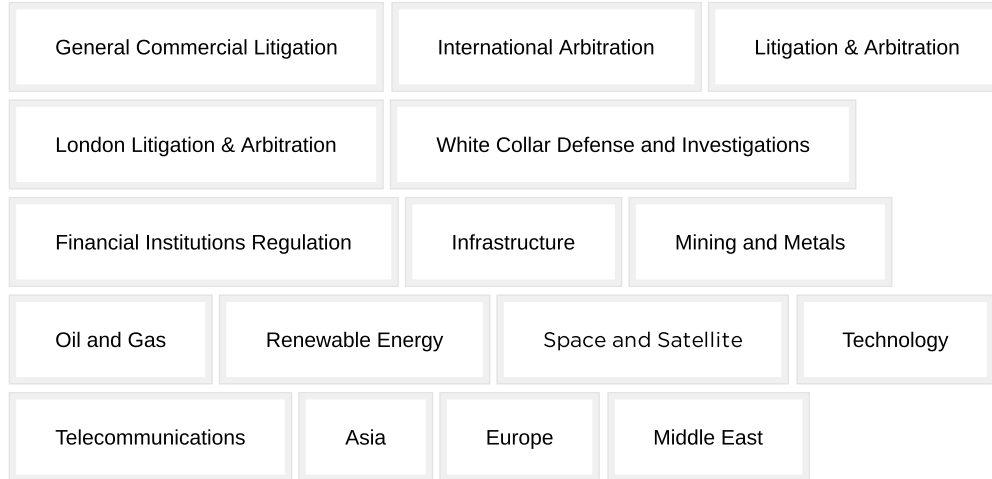 General Commercial Litigation International Arbitration Litigation & Arbitration
London Litigation & Arbitration White Collar Defense and Investigations
Financial Institutions Regulation Infrastructure Mining and Metals
Oil and Gas Renewable Energy Space and Satellite Technology
Telecommunications Asia Europe Middle East